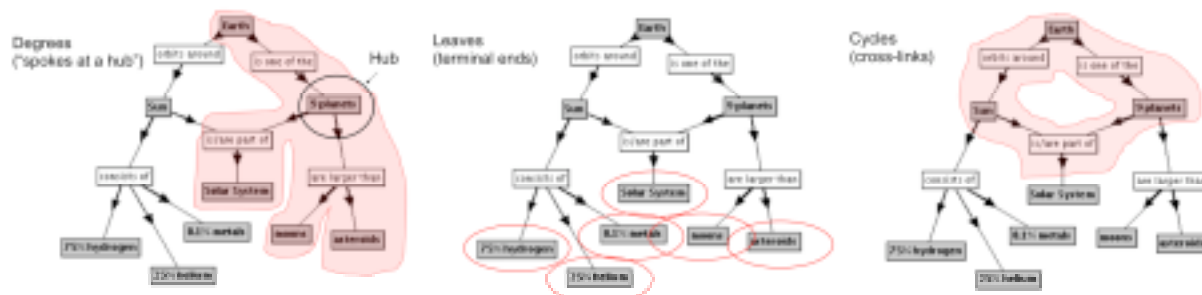 Degrees
("spokes at a hub")
Hub
Earth
orbits around
is one of the
Sun
9 planets
is/are part of
consists of
Solar System
are larger than
75% hydrogen
0.1% metals
moons
asteroids
25% helium
Leaves
(terminal ends)
Earth
orbits around
is one of the
Sun
9 planets
is/are part of
consists of
Solar System
are larger than
75% hydrogen
0.1% metals
moons
asteroids
25% helium
Cycles
(cross-links)
Earth
orbits around
is one of the
Sun
9 planets
is/are part of
consists of
Solar System
are larger than
75% hydrogen
0.1% metals
moons
asteroids